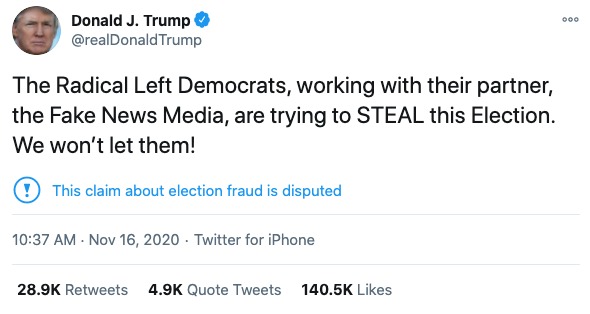 Donald J. Trump
@realDonaldTrump
The Radical Left Democrats, working with their partner,
the Fake News Media, are trying to STEAL this Election.
We won’t let them!
This claim about election fraud is disputed
10:37 AM · Nov 16, 2020 · Twitter for iPhone
28.9K Retweets 4.9K Quote Tweets 140.5K Likes